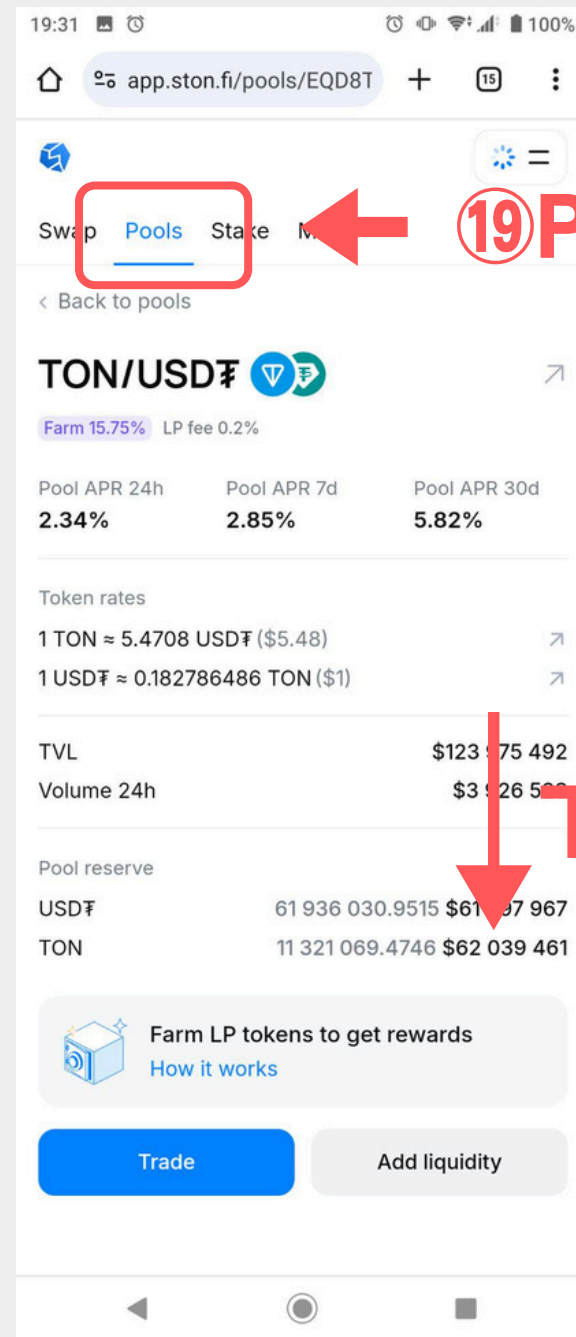 19:31 100%
app.ston.fi/pools/EQD8T 15
Swap Pools Stake
⑲P
< Back to pools
TON/USD₮
Farm 15.75% LP fee 0.2%
Pool APR 24h Pool APR 7d Pool APR 30d
2.34% 2.85% 5.82%
Token rates
1 TON ≈ 5.4708 USD₮ ($5.48)
1 USD₮ ≈ 0.182786486 TON ($1)
TVL $123 975 492
Volume 24h
T
Pool reserve
USD₮ 61 936 030.9515
TON 11 321 069.4746 $62 039 461
Farm LP tokens to get rewards
How it works
Trade Add liquidity